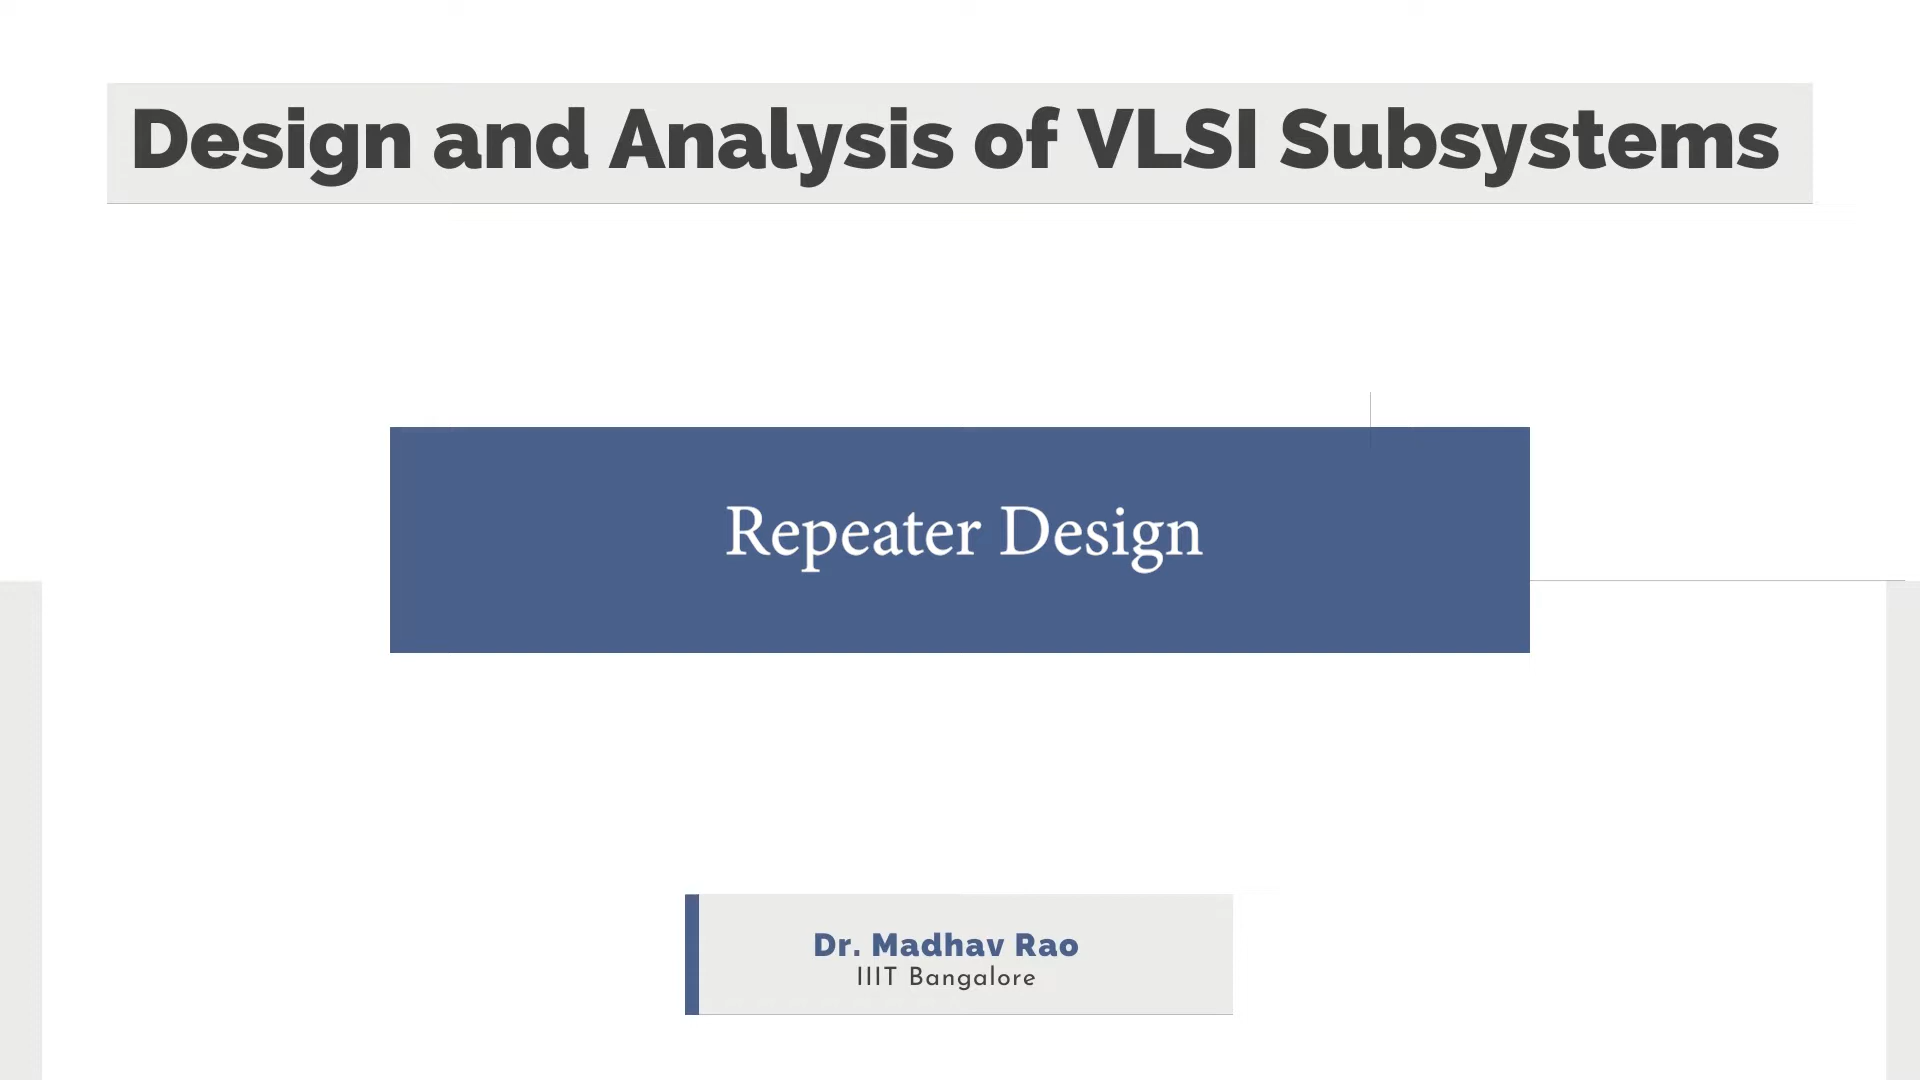 Design and Analysis of VLSI Subsystems
Repeater Design
Dr. Madhav Rao
IIIT Bangalore